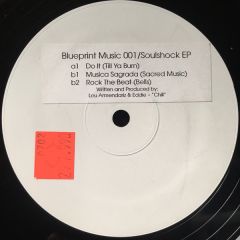 Blueprint Music 001/Soulshock EP
a1 Do It (Till Ya Burn)
b1 Musica Sagrada (Sacred Music)
b2 Rock The Beat (Bells)
Written and Produced by:
Lou Armendariz & Eddie - "Chili"